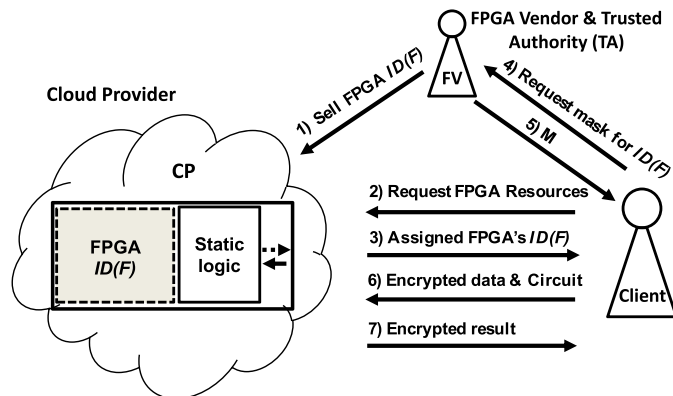 FPGA Vendor & Trusted
Authority (TA)
FV
Cloud Provider
1) Sell FPGA ID(F)
4) Request mask for ID(F)
5) M
CP
2) Request FPGA Resources
FPGA
ID(F)
Static
logic
3) Assigned FPGA's ID(F)
6) Encrypted data & Circuit
Client
7) Encrypted result